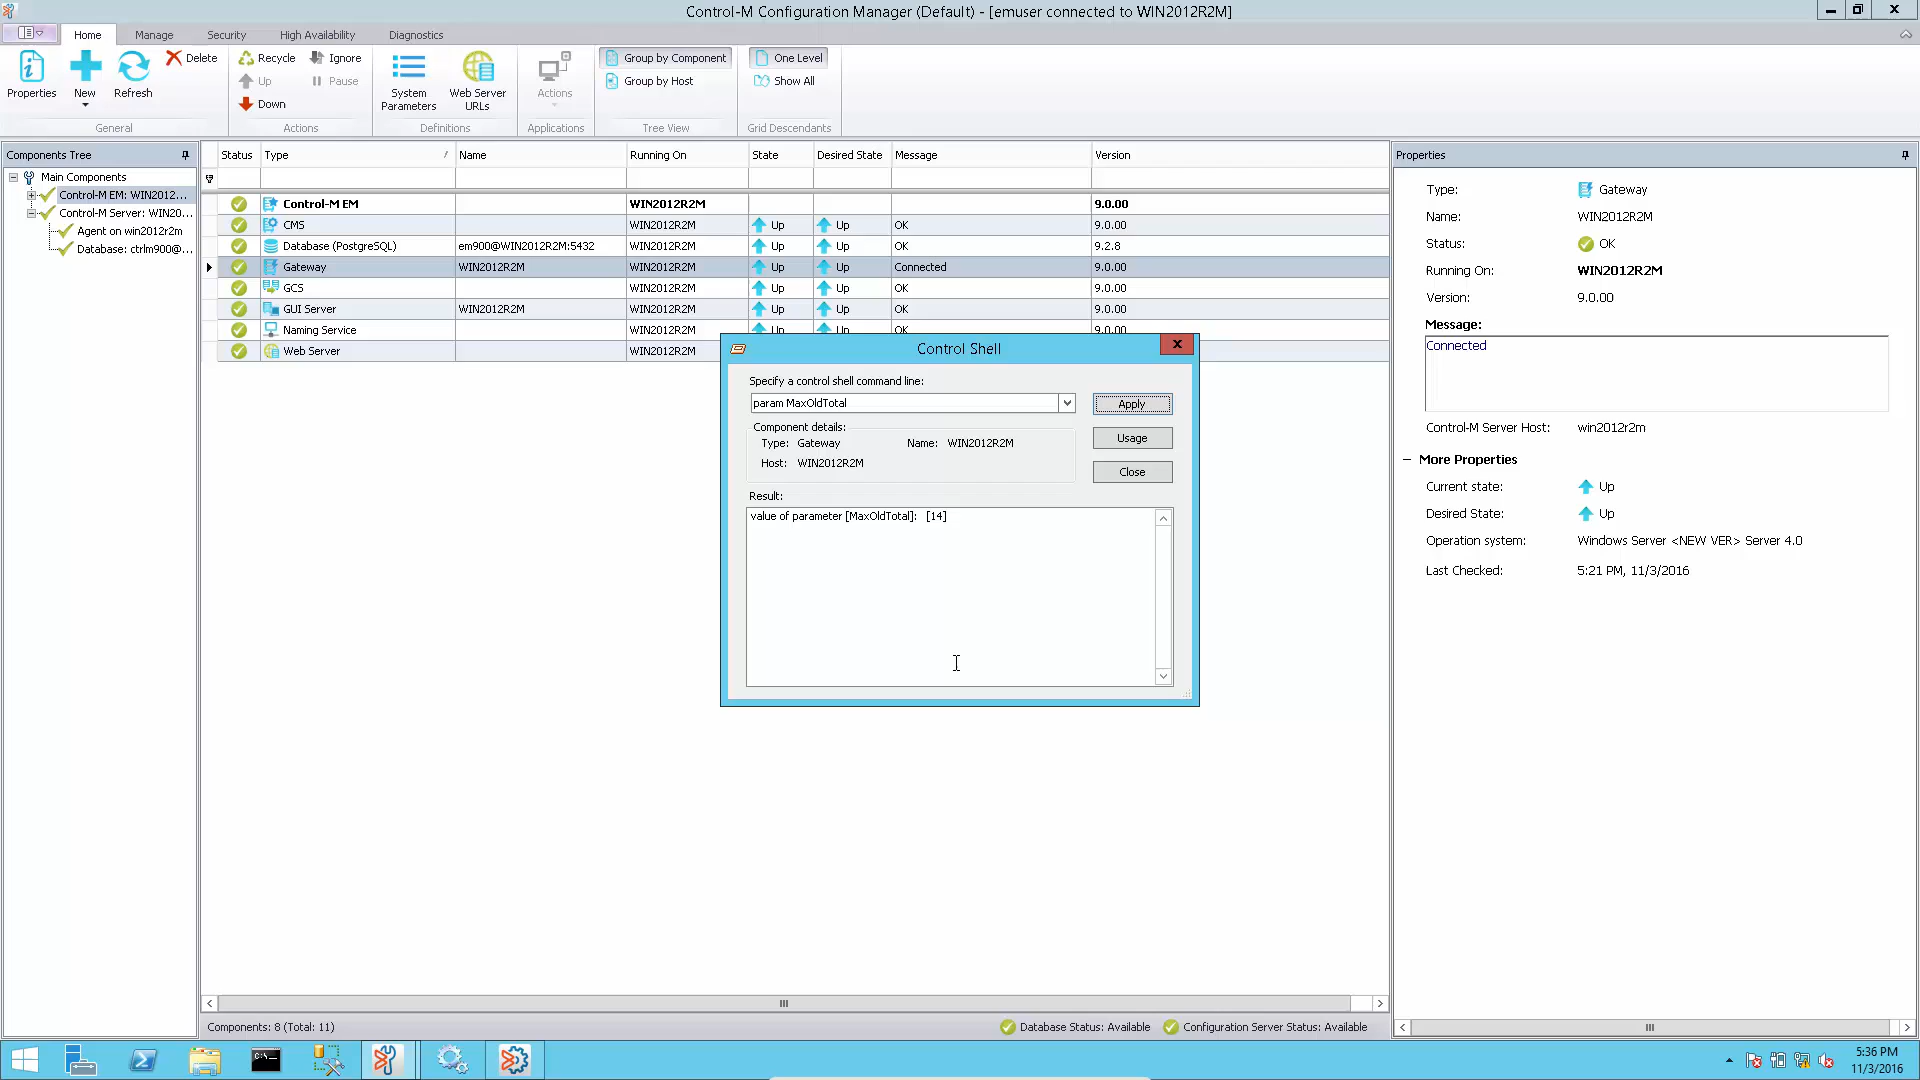 Control-M Configuration Manager (Default) - [emuser connected to WIN2012R2M]
Home Manage Security High Availability Diagnostics
Properties New Refresh Delete
Recycle Ignore
Up Pause
Down
System Parameters Web Server URLs
Actions
Group by Component
Group by Host
One Level
Show All
General Actions Definitions Applications Tree View Grid Descendants
Components Tree
Main Components
Control-M EM: WIN2012...
Control-M Server: WIN20...
Agent on win2012r2m
Database: ctrlm900@...
Status Type Name Running On State Desired State Message Version
Control-M EM WIN2012R2M 9.0.00
CMS WIN2012R2M Up Up OK 9.0.00
Database (PostgreSQL) em900@WIN2012R2M:5432 WIN2012R2M Up Up OK 9.2.8
Gateway WIN2012R2M WIN2012R2M Up Up Connected 9.0.00
GCS WIN2012R2M Up Up OK 9.0.00
GUI Server WIN2012R2M WIN2012R2M Up Up OK 9.0.00
Naming Service WIN2012R2M Up Up OK 9.0.00
Web Server WIN2012R2M
Control Shell
Specify a control shell command line:
param MaxOldTotal
Apply
Component details:
Type: Gateway Name: WIN2012R2M
Host: WIN2012R2M
Usage
Close
Result:
value of parameter [MaxOldTotal]: [14]
Properties
Type: Gateway
Name: WIN2012R2M
Status: OK
Running On: WIN2012R2M
Version: 9.0.00
Message:
Connected
Control-M Server Host: win2012r2m
More Properties
Current state: Up
Desired State: Up
Operation system: Windows Server <NEW VER> Server 4.0
Last Checked: 5:21 PM, 11/3/2016
Components: 8 (Total: 11)
Database Status: Available Configuration Server Status: Available
5:36 PM
11/3/2016